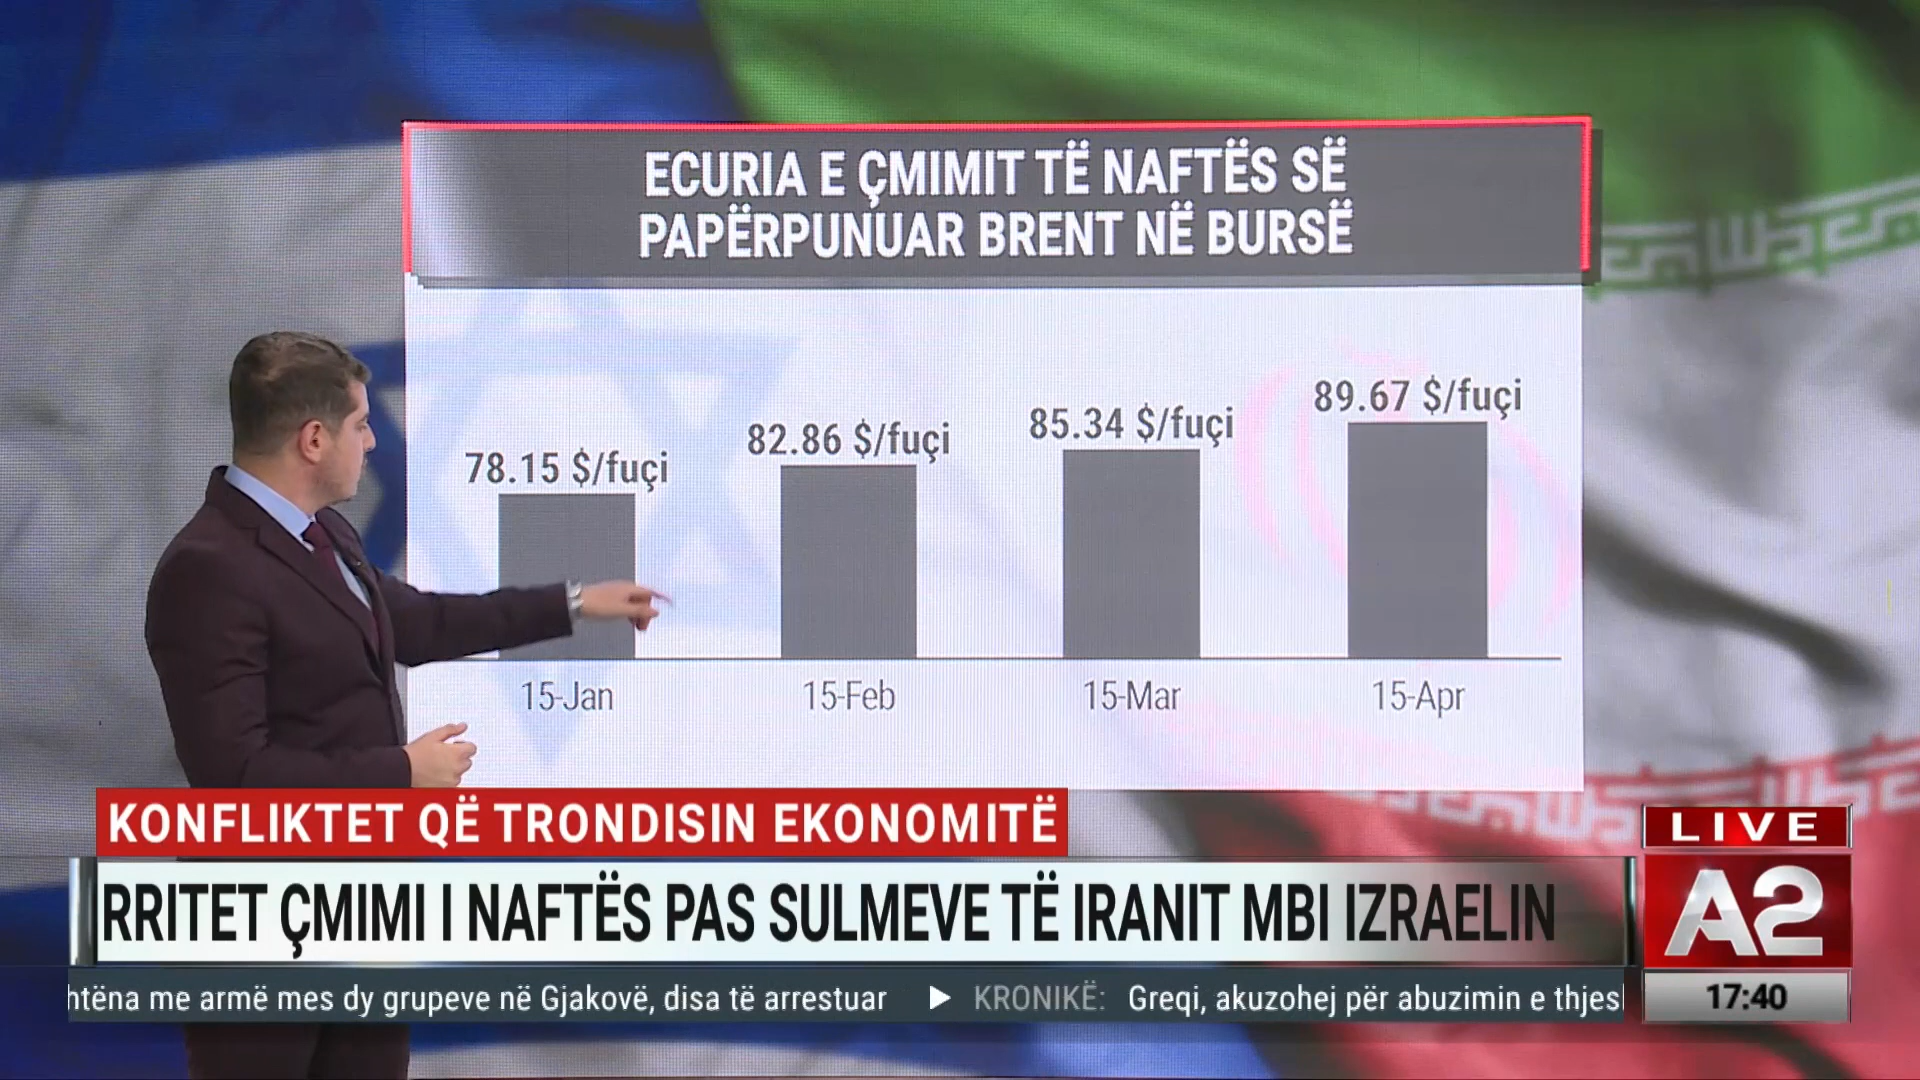 ECURIA E ÇMIMIT TË NAFTËS SË
PAPËRPUNUAR BRENT NË BURSË
78.15 $/fuçi
82.86 $/fuçi
85.34 $/fuçi
89.67 $/fuçi
15-Jan
15-Feb
15-Mar
15-Apr
KONFLIKTET QË TRONDISIN EKONOMITË
RRITET ÇMIMI I NAFTËS PAS SULMEVE TË IRANIT MBI IZRAELIN
LIVE
A2
17:40
me armë mes dy grupeve në Gjakovë, disa të arrestuar ▶ KRONIKË: Greqi, akuzohej për abuzimin e